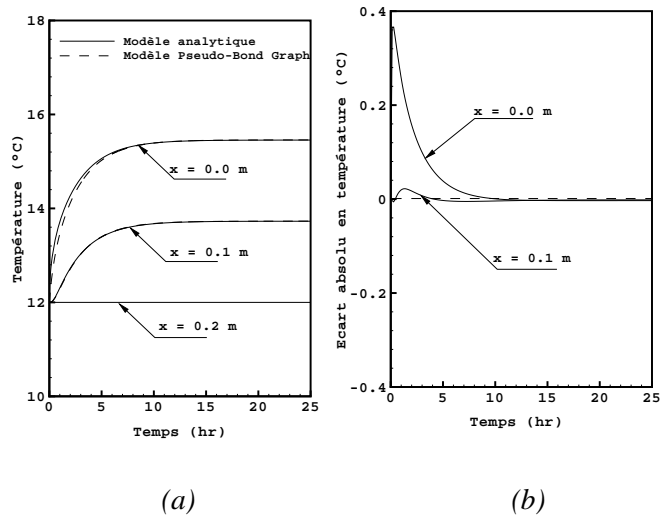 Modèle analytique
Modèle Pseudo-Bond Graph
Température (°C)
18
16
14
12
10
x = 0.0 m
x = 0.1 m
x = 0.2 m
0 5 10 15 20 25
Temps (hr)
(a)
Ecart absolu en température (°C)
0.4
0.2
0
-0.2
-0.4
x = 0.0 m
x = 0.1 m
0 5 10 15 20 25
Temps (hr)
(b)